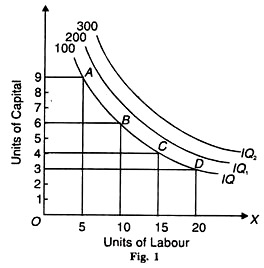 300
200
100
A
B
C
D
IQ₂
IQ₁
IQ
9
8
7
6
5
4
3
2
1
Units of Capital
O
5
10
15
20
X
Units of Labour
Fig. 1